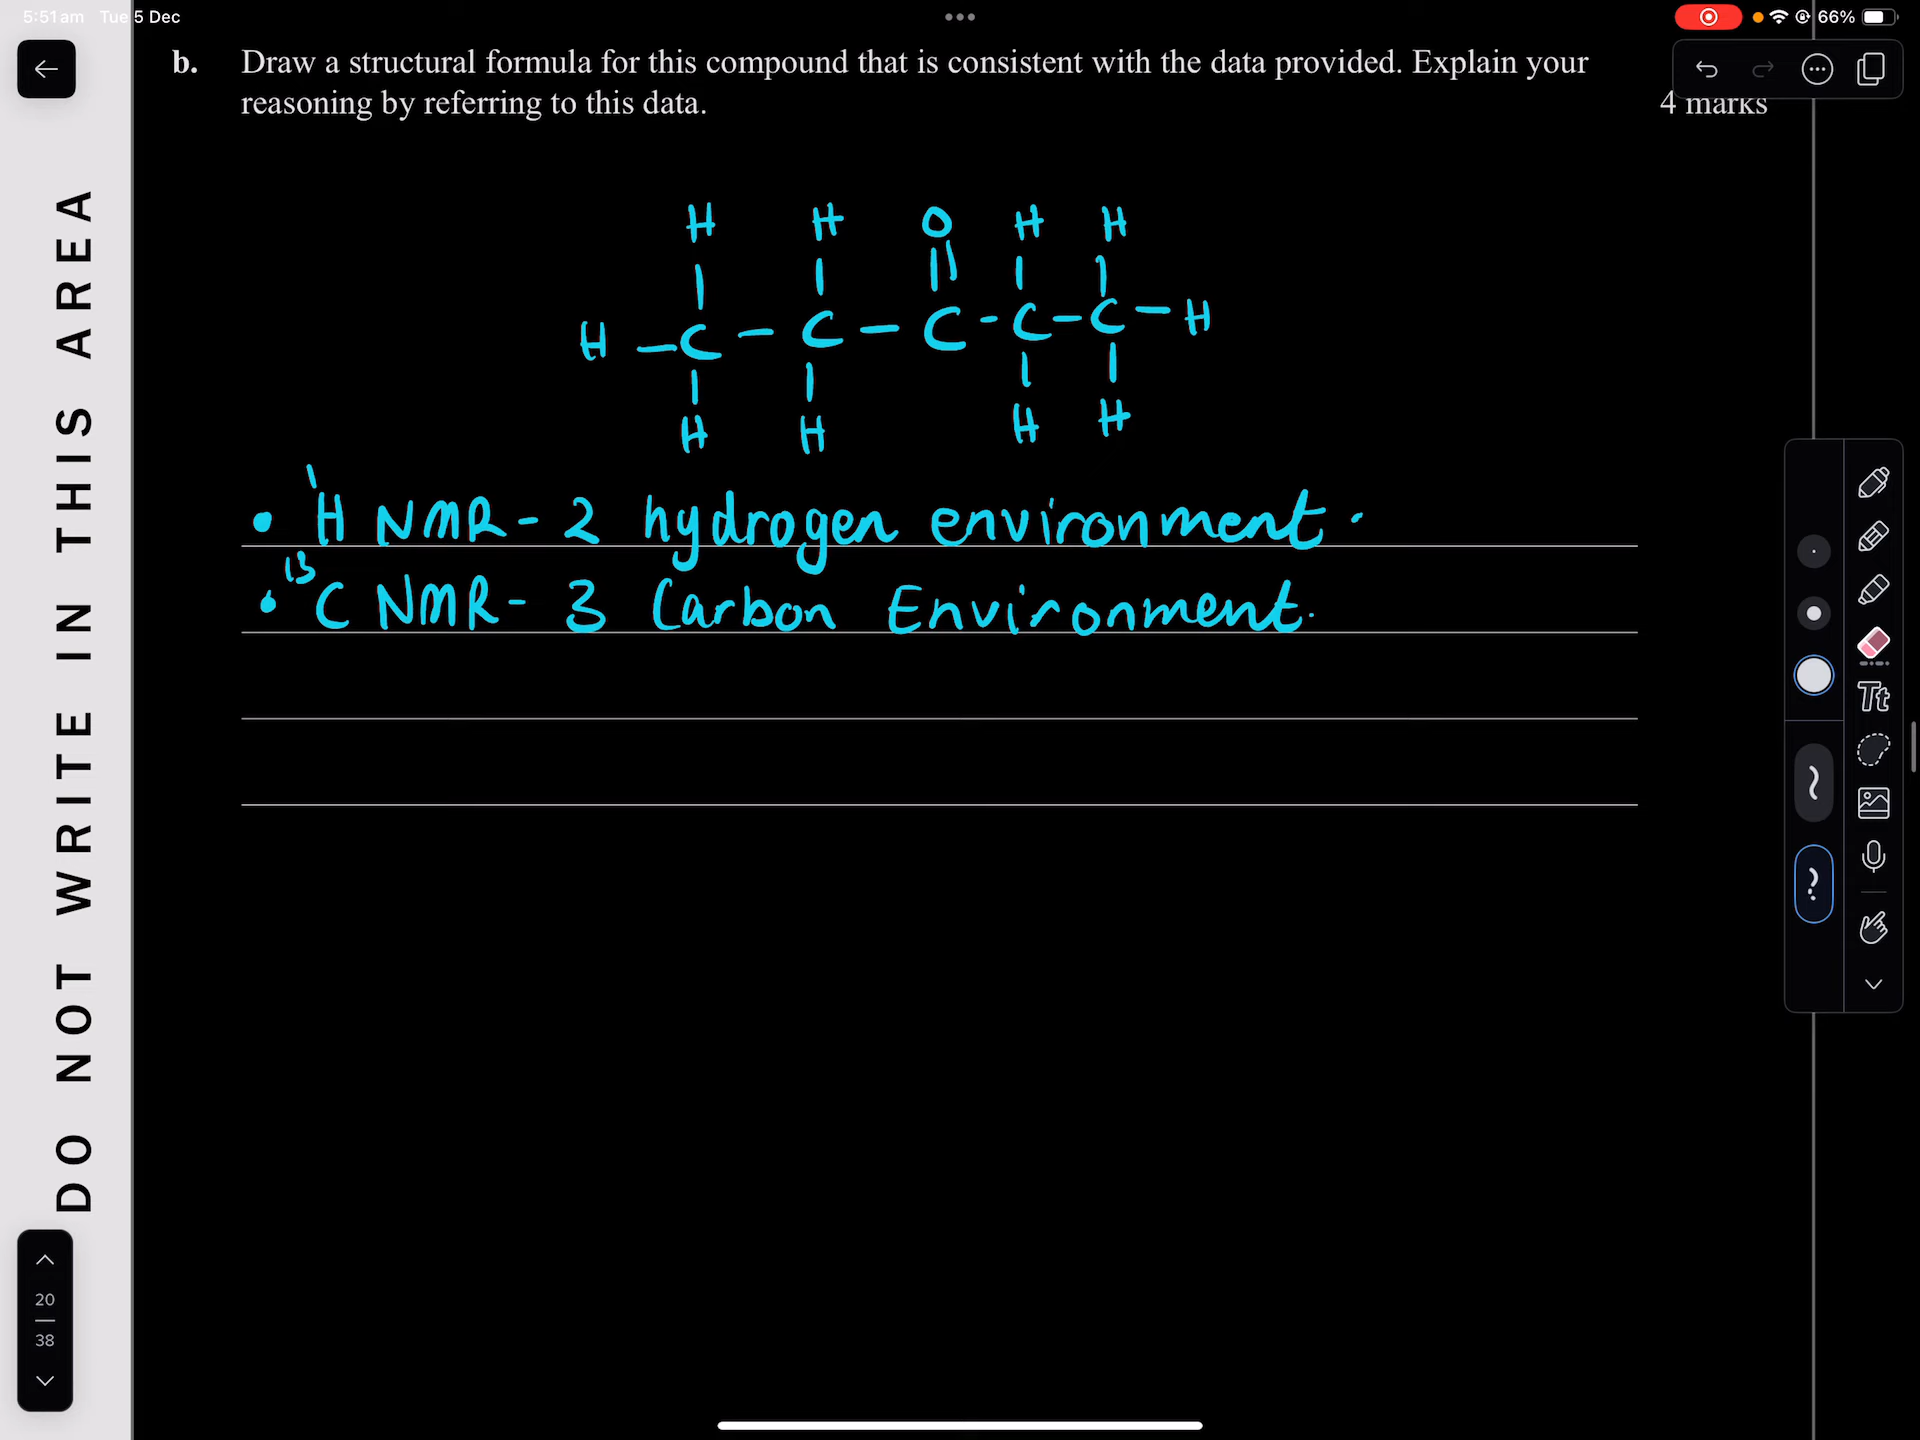 5:51am Tue 5 Dec
66%
b. Draw a structural formula for this compound that is consistent with the data provided. Explain your
reasoning by referring to this data.
4 marks
H H O H H
H – C – C – C – C – C – H
H H H H
• ¹H NMR - 2 hydrogen environment.
• ¹³C NMR - 3 Carbon Environment.
DO NOT WRITE IN THIS AREA
Tt
20
38